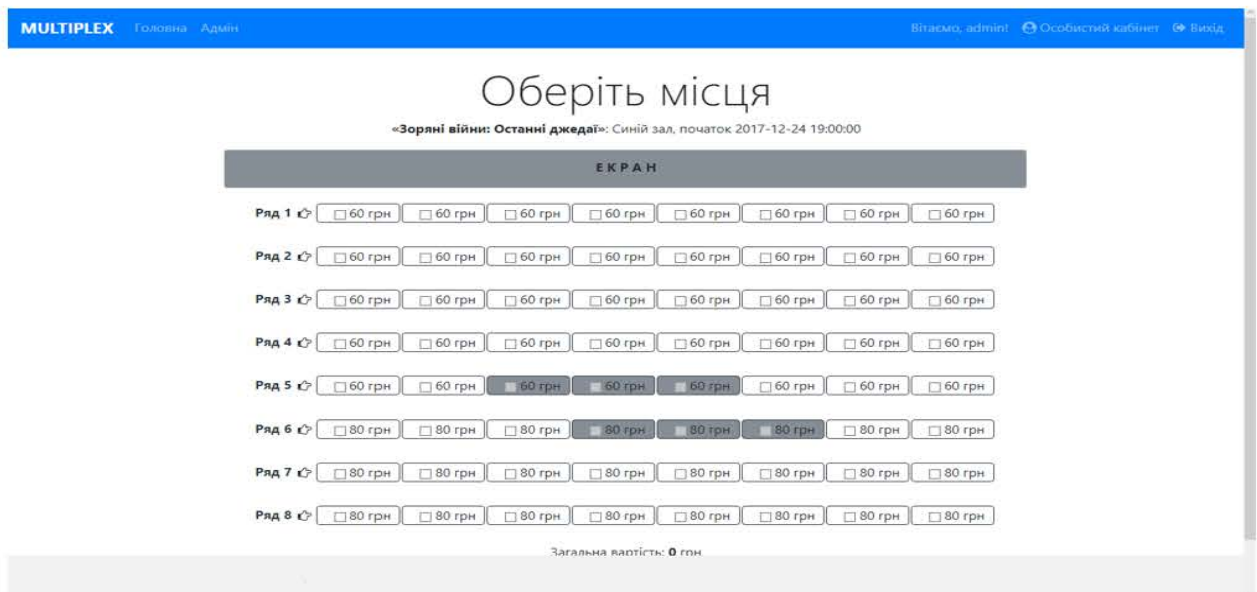 MULTIPLEX Головна Адмін Вітаємо, admin! Особистий кабінет Вихід
Оберіть місця
«Зоряні війни: Останні джедаї»: Синій зал, початок 2017-12-24 19:00:00
ЕКРАН
Ряд 1 60 грн 60 грн 60 грн 60 грн 60 грн 60 грн 60 грн 60 грн
Ряд 2 60 грн 60 грн 60 грн 60 грн 60 грн 60 грн 60 грн 60 грн
Ряд 3 60 грн 60 грн 60 грн 60 грн 60 грн 60 грн 60 грн 60 грн
Ряд 4 60 грн 60 грн 60 грн 60 грн 60 грн 60 грн 60 грн 60 грн
Ряд 5 60 грн 60 грн 60 грн 60 грн 60 грн 60 грн 60 грн 60 грн
Ряд 6 80 грн 80 грн 80 грн 80 грн 80 грн 80 грн 80 грн 80 грн
Ряд 7 80 грн 80 грн 80 грн 80 грн 80 грн 80 грн 80 грн 80 грн
Ряд 8 80 грн 80 грн 80 грн 80 грн 80 грн 80 грн 80 грн 80 грн
Загальна вартість: 0 грн